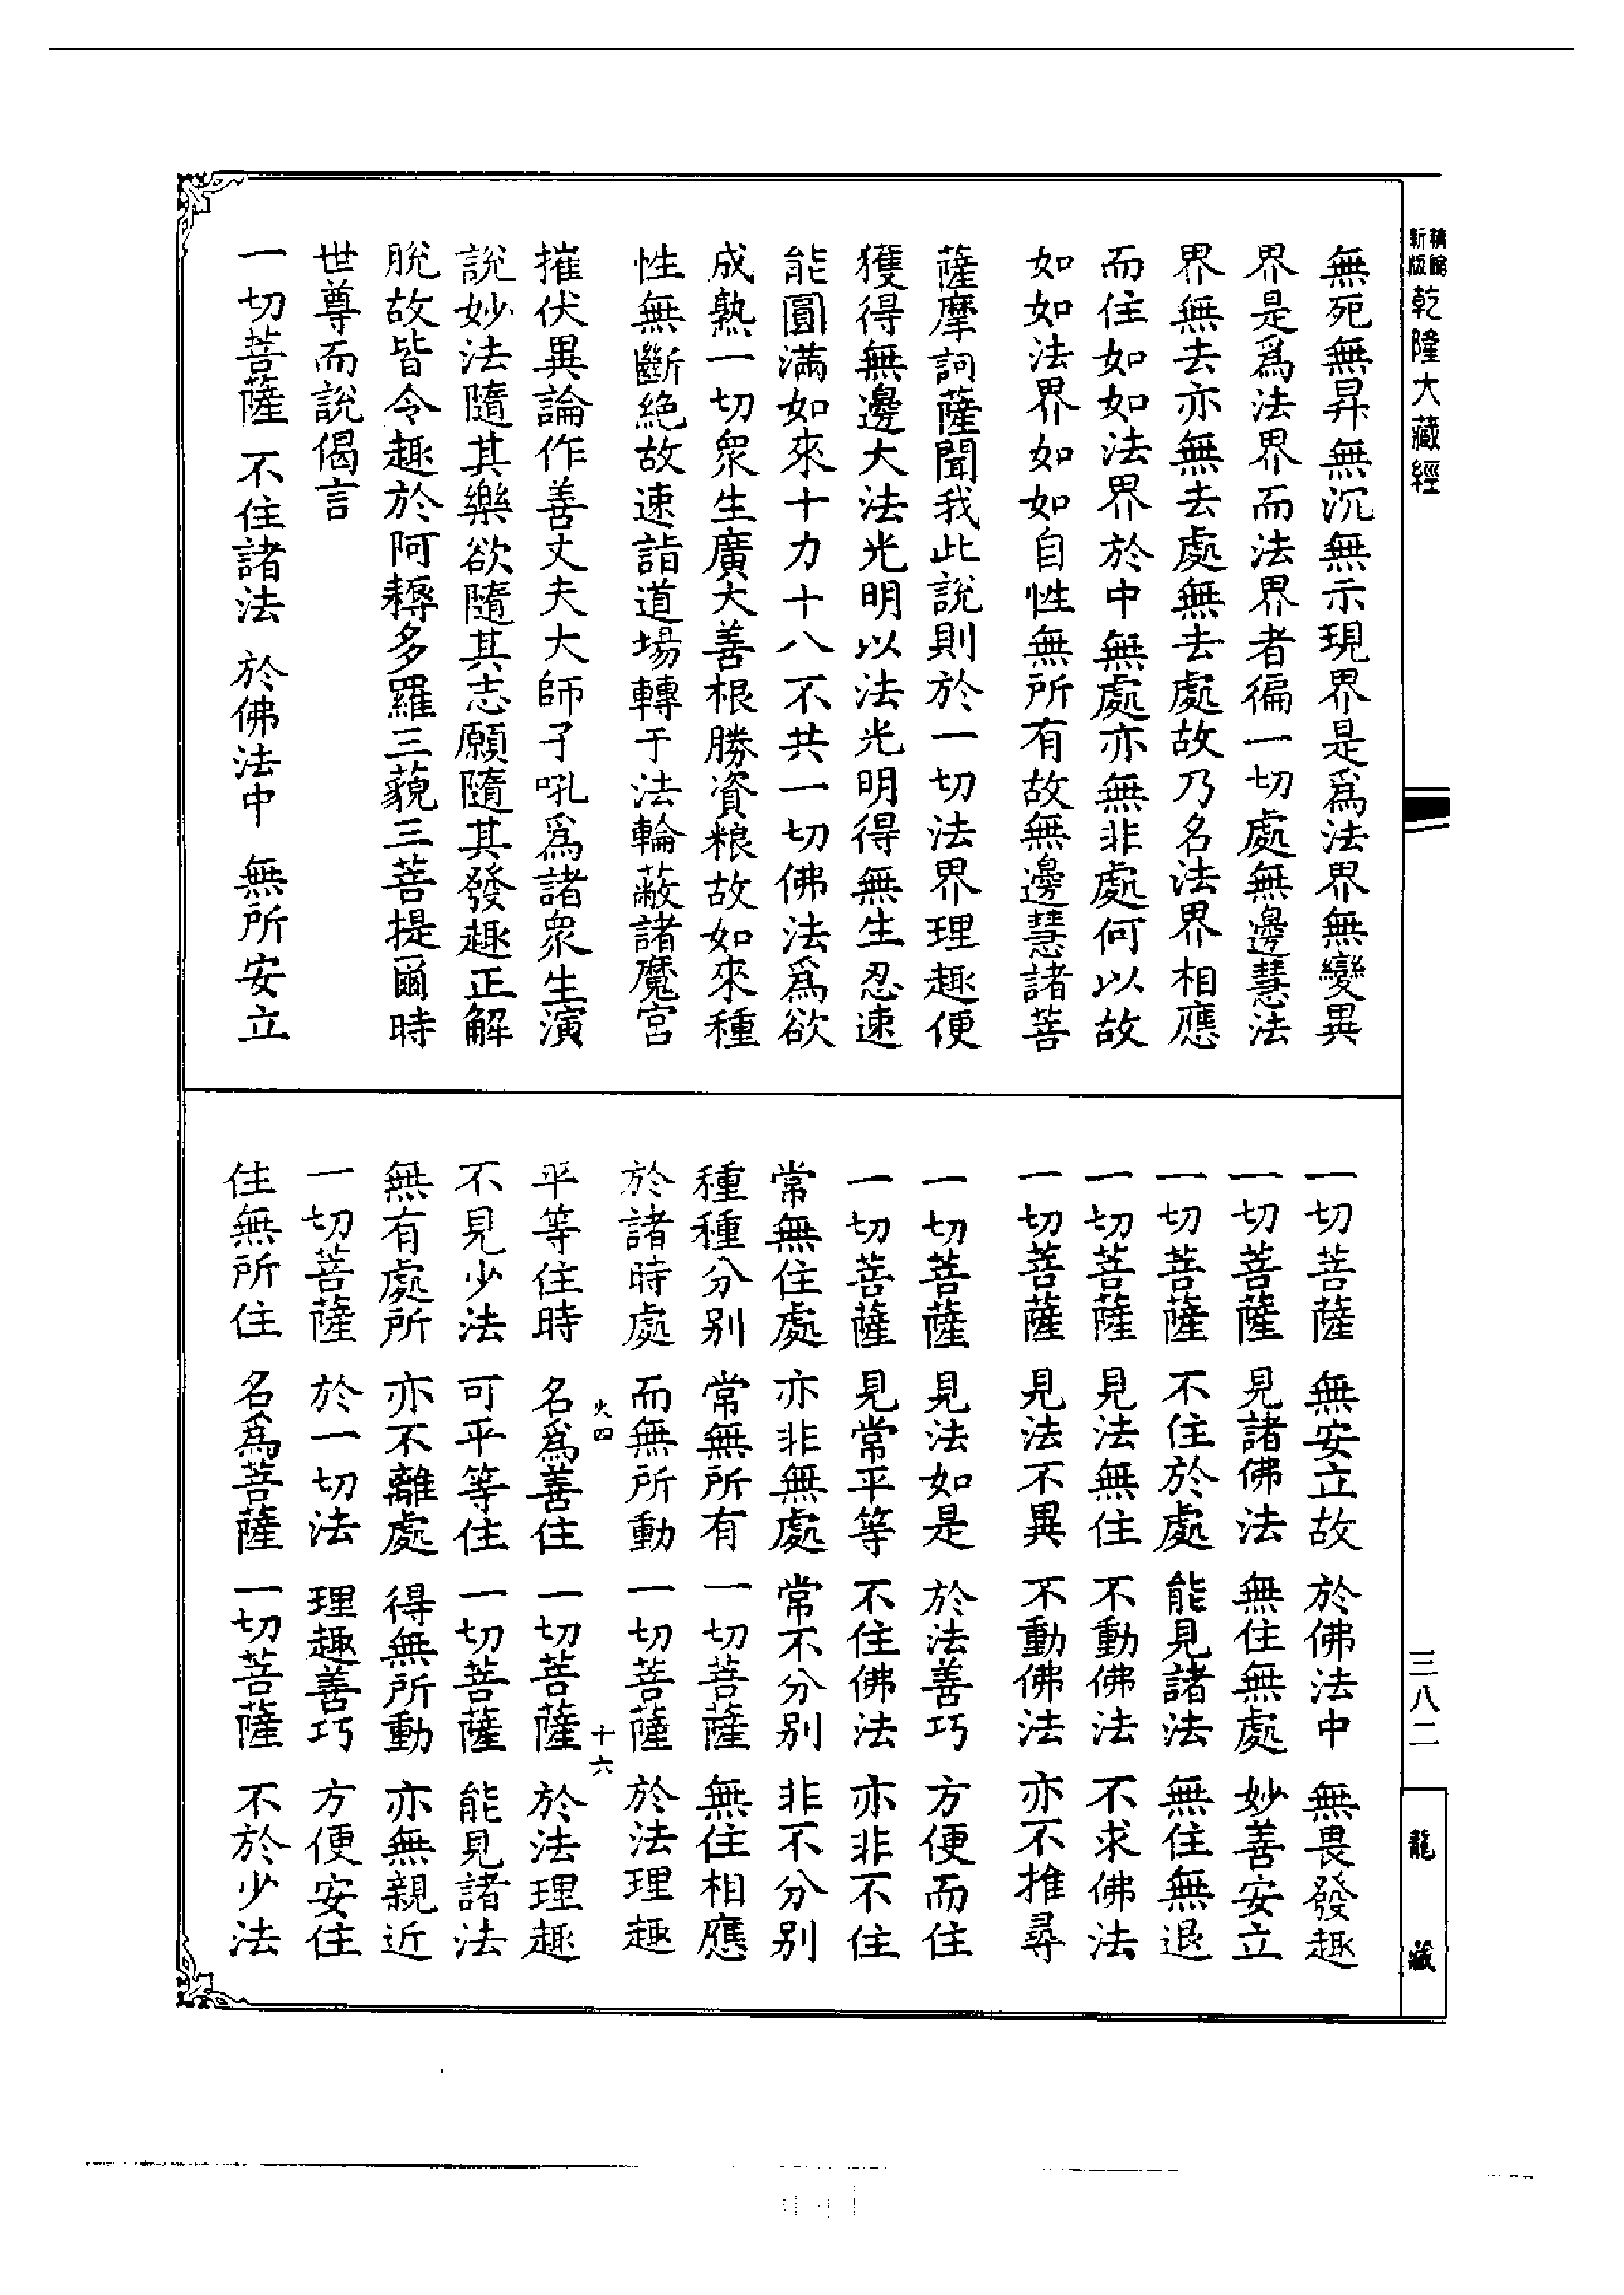 新版
乾隆大藏經
無死無昇無沉無示現界是爲法界無變異
界是爲法界而法界者徧一切處無邊慧法
界無去亦無去處無去處故乃名法界相應
而住如如法界於中無處亦無非處何以故
如如法界如如自性無所有故無邊慧諸菩
薩摩訶薩聞我此說則於一切法界理趣便
獲得無邊大法光明以法光明得無生忍速
能圓滿如來十力十八不共一切佛法爲欲
成熟一切眾生廣大善根勝資粮故如來種
性無斷絶故速詣道場轉于法輪蔽諸魔宮
摧伏異論作善丈夫大師子吼爲諸眾生演
說妙法隨其樂欲隨其志願隨其發趣正解
脫故皆令趣於阿耨多羅三藐三菩提爾時
世尊而說偈言
一切菩薩 不住諸法 於佛法中 無所安立
一切菩薩 無安立故 於佛法中 無畏發趣
一切菩薩 見諸佛法 無住無處 妙善安立
一切菩薩 不住於處 能見諸法 無住無退
一切菩薩 見法無住 不動佛法 不求佛法
一切菩薩 見法不異 不動佛法 亦不推尋
一切菩薩 見法如是 於法善巧 方便而住
一切菩薩 見常平等 不住佛法 亦非不住
常無住處 亦非無處 常不分別 非不分別
種種分別 常無所有 一切菩薩 無住相應
於諸時處 而無所動 一切菩薩 於法理趣
火四 十六
平等住時 名爲善住 一切菩薩 於法理趣
不見少法 可平等住 一切菩薩 能見諸法
無有處所 亦不離處 得無所動 亦無親近
一切菩薩 於一切法 理趣善巧 方便安住
住無所住 名爲菩薩 一切菩薩 不於少法
三八二
龍藏